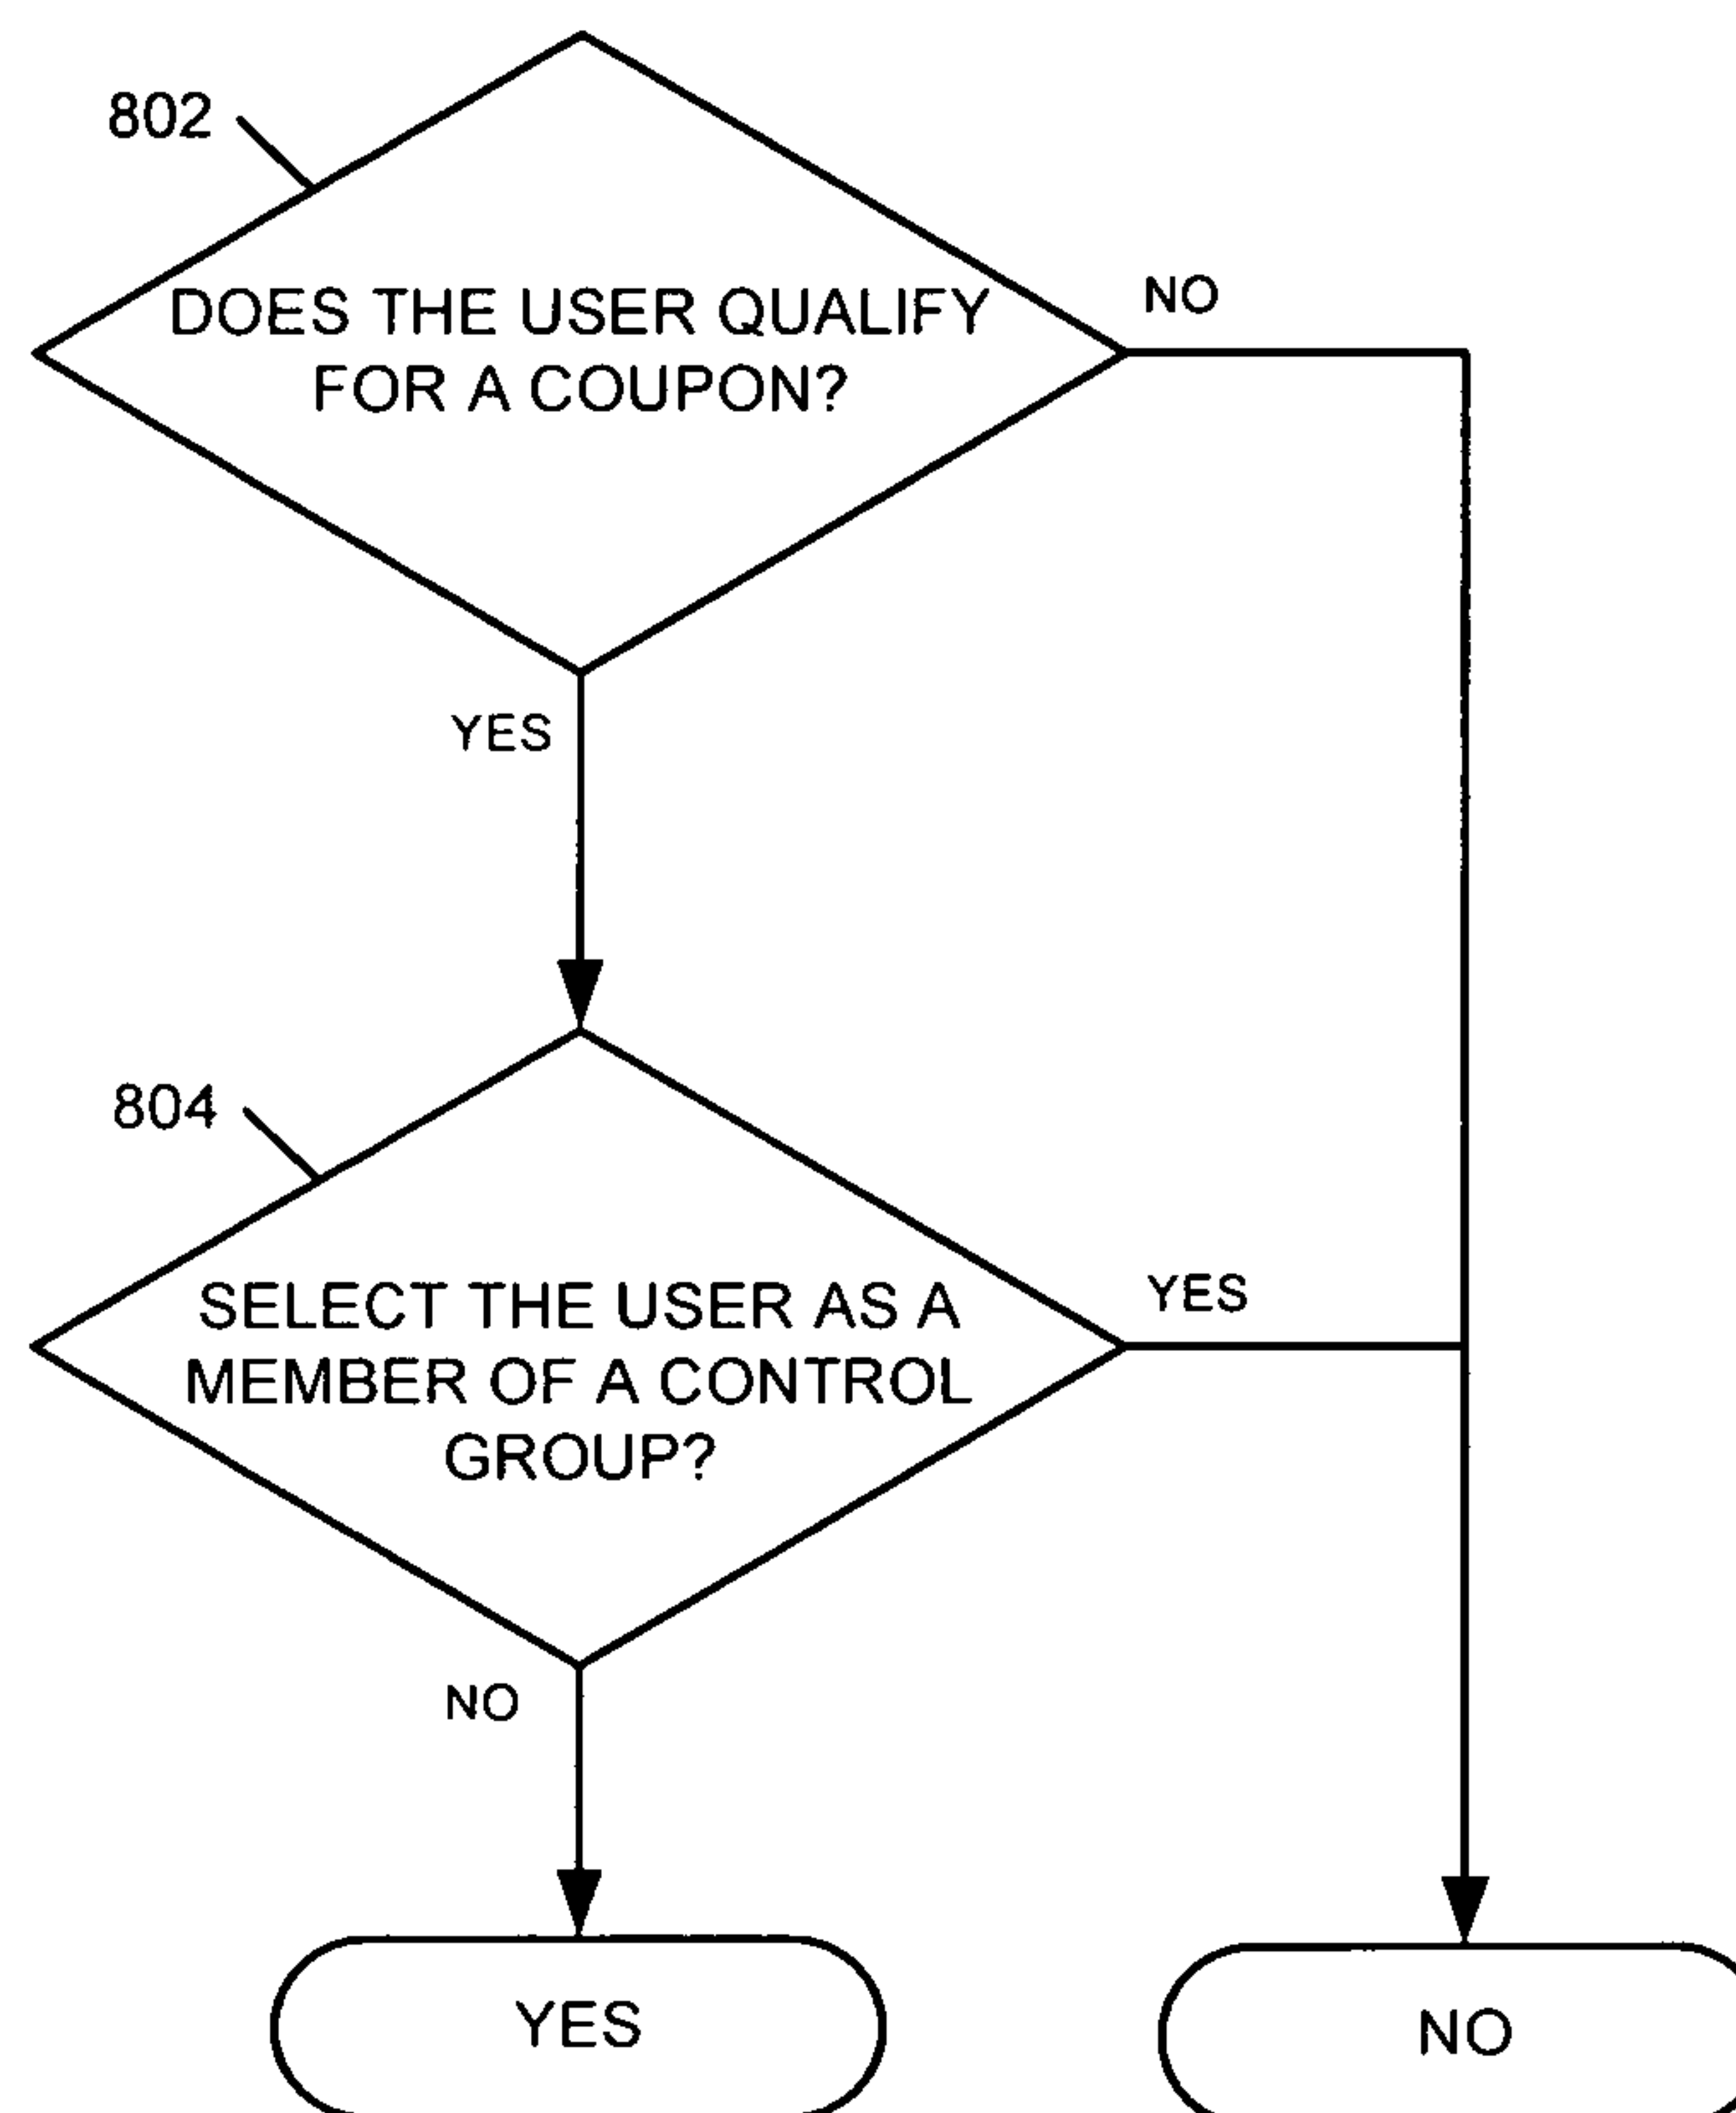 802
DOES THE USER QUALIFY
FOR A COUPON?
NO
YES
804
SELECT THE USER AS A
MEMBER OF A CONTROL
GROUP?
YES
NO
YES
NO